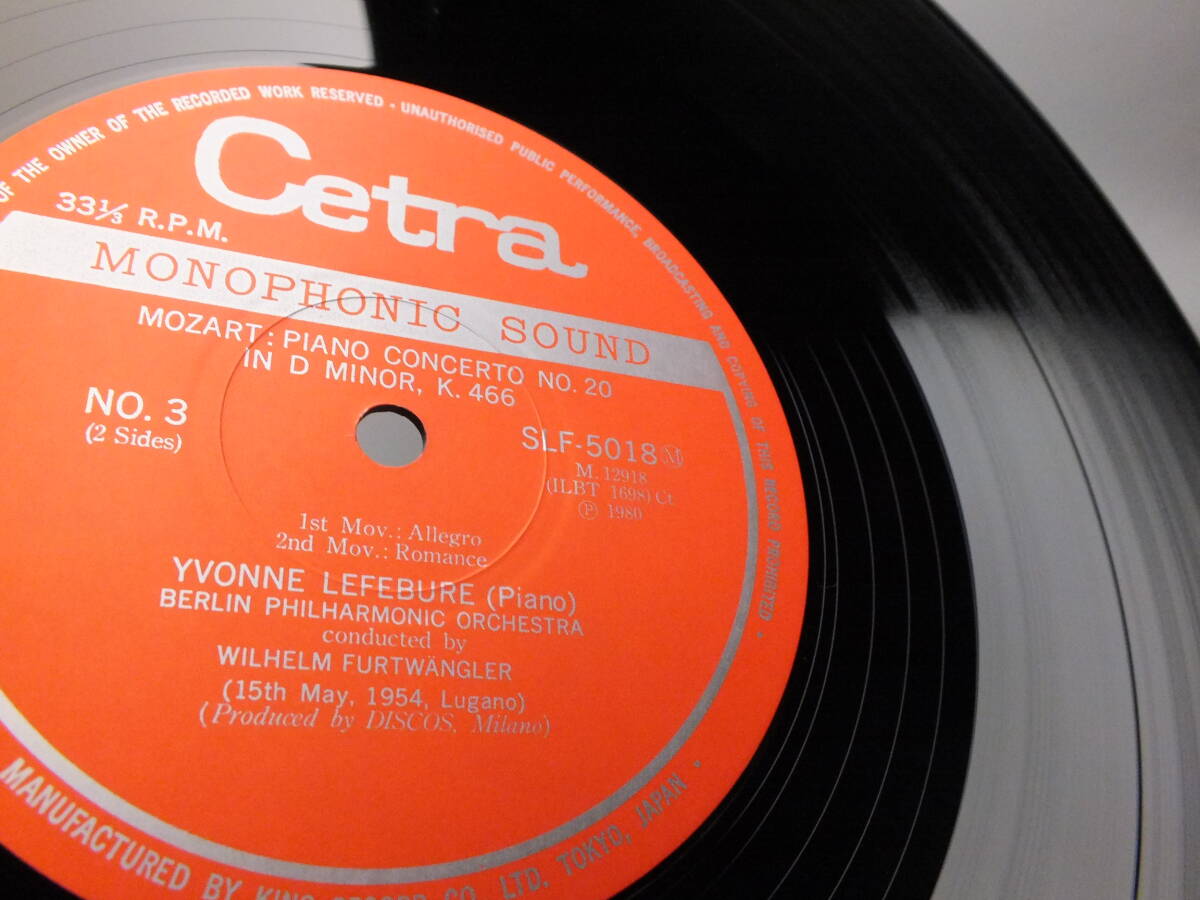 OF THE OWNER OF THE RECORDED WORK RESERVED · UNAUTHORISED PUBLIC PERFORMANCE, BROADCASTING AND COPYING OF THIS RECORD PROHIBITED ·
Cetra
33⅓ R.P.M.
MONOPHONIC SOUND
MOZART: PIANO CONCERTO NO. 20
IN D MINOR, K. 466
NO. 3
(2 Sides)
SLF-5018 Ⓜ
M. 12918
(ILBT 1698) Ct.
Ⓟ 1980
1st Mov.: Allegro
2nd Mov.: Romance
YVONNE LEFEBURE (Piano)
BERLIN PHILHARMONIC ORCHESTRA
conducted by
WILHELM FURTWÄNGLER
(15th May, 1954, Lugano)
(Produced by DISCOS, Milano)
MANUFACTURED BY KING RECORD CO., LTD. TOKYO, JAPAN ·